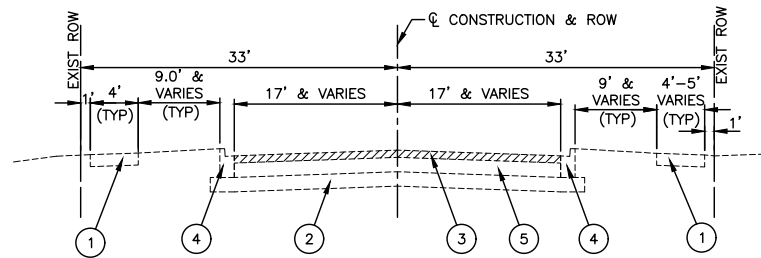 ℄ CONSTRUCTION & ROW
EXIST ROW
EXIST ROW
33'
33'
1'
4'
(TYP)
9.0' &
VARIES
(TYP)
17' & VARIES
17' & VARIES
9' &
VARIES
(TYP)
4'-5'
VARIES
(TYP)
1'
1
4
2
3
5
4
1